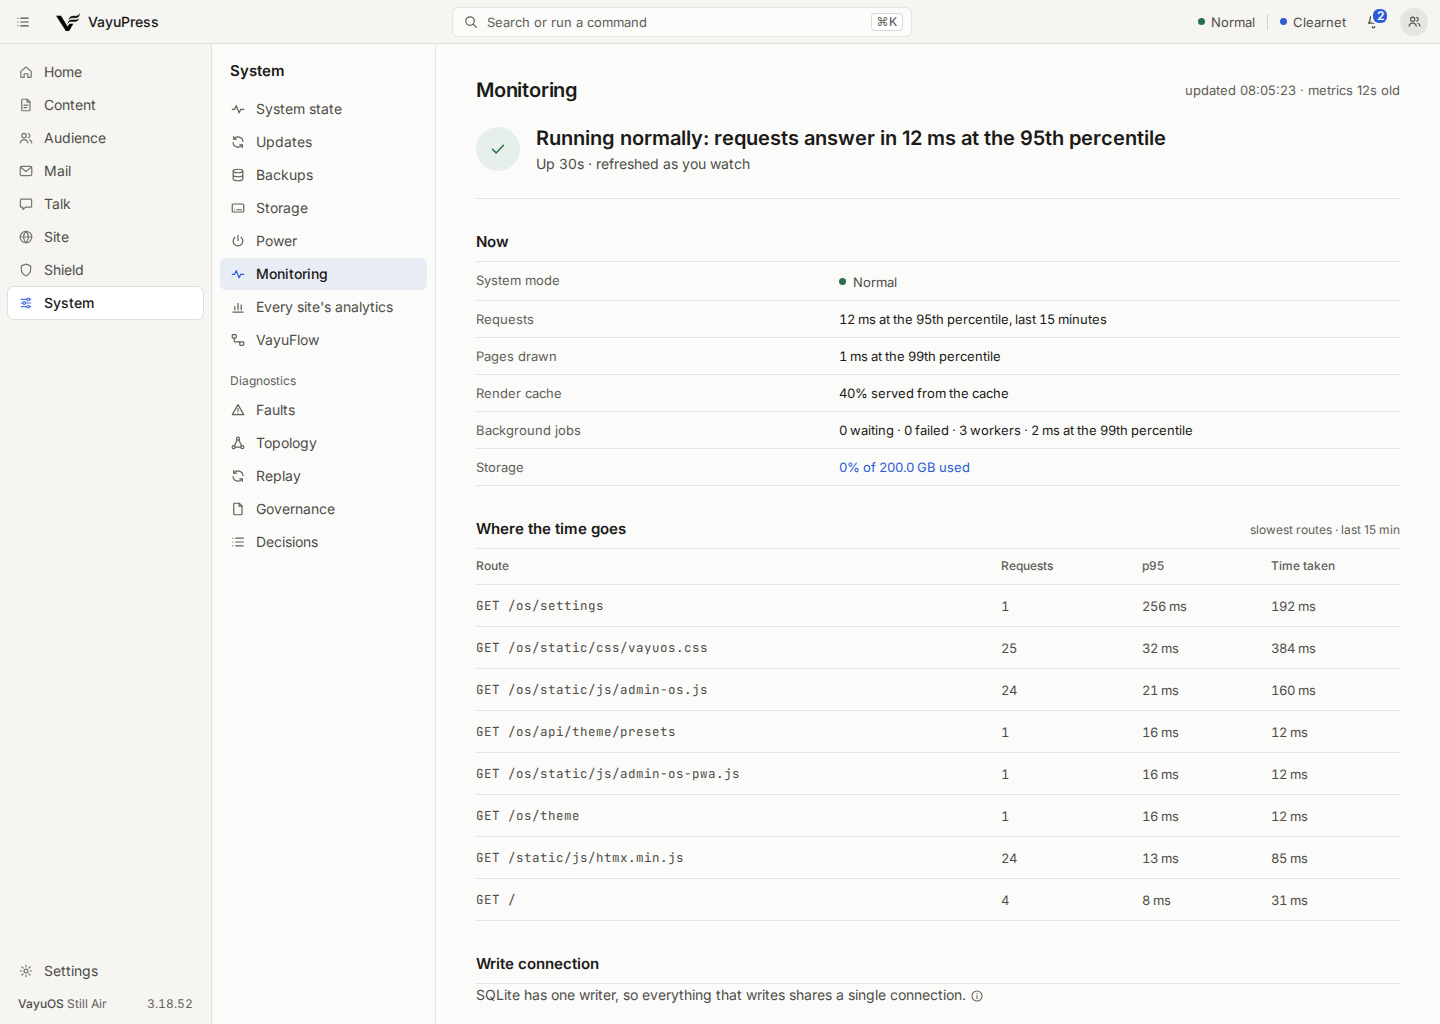 VayuPress
Search or run a command
⌘K
Normal
Clearnet
2
Home
Content
Audience
Mail
Talk
Site
Shield
System
Settings
VayuOS Still Air
3.18.52
System
System state
Updates
Backups
Storage
Power
Monitoring
Every site's analytics
VayuFlow
Diagnostics
Faults
Topology
Replay
Governance
Decisions
Monitoring
updated 08:05:23 · metrics 12s old
Running normally: requests answer in 12 ms at the 95th percentile
Up 30s · refreshed as you watch
Now
System mode Normal
Requests 12 ms at the 95th percentile, last 15 minutes
Pages drawn 1 ms at the 99th percentile
Render cache 40% served from the cache
Background jobs 0 waiting · 0 failed · 3 workers · 2 ms at the 99th percentile
Storage 0% of 200.0 GB used
Where the time goes slowest routes · last 15 min
Route Requests p95 Time taken
GET /os/settings 1 256 ms 192 ms
GET /os/static/css/vayuos.css 25 32 ms 384 ms
GET /os/static/js/admin-os.js 24 21 ms 160 ms
GET /os/api/theme/presets 1 16 ms 12 ms
GET /os/static/js/admin-os-pwa.js 1 16 ms 12 ms
GET /os/theme 1 16 ms 12 ms
GET /static/js/htmx.min.js 24 13 ms 85 ms
GET / 4 8 ms 31 ms
Write connection
SQLite has one writer, so everything that writes shares a single connection.